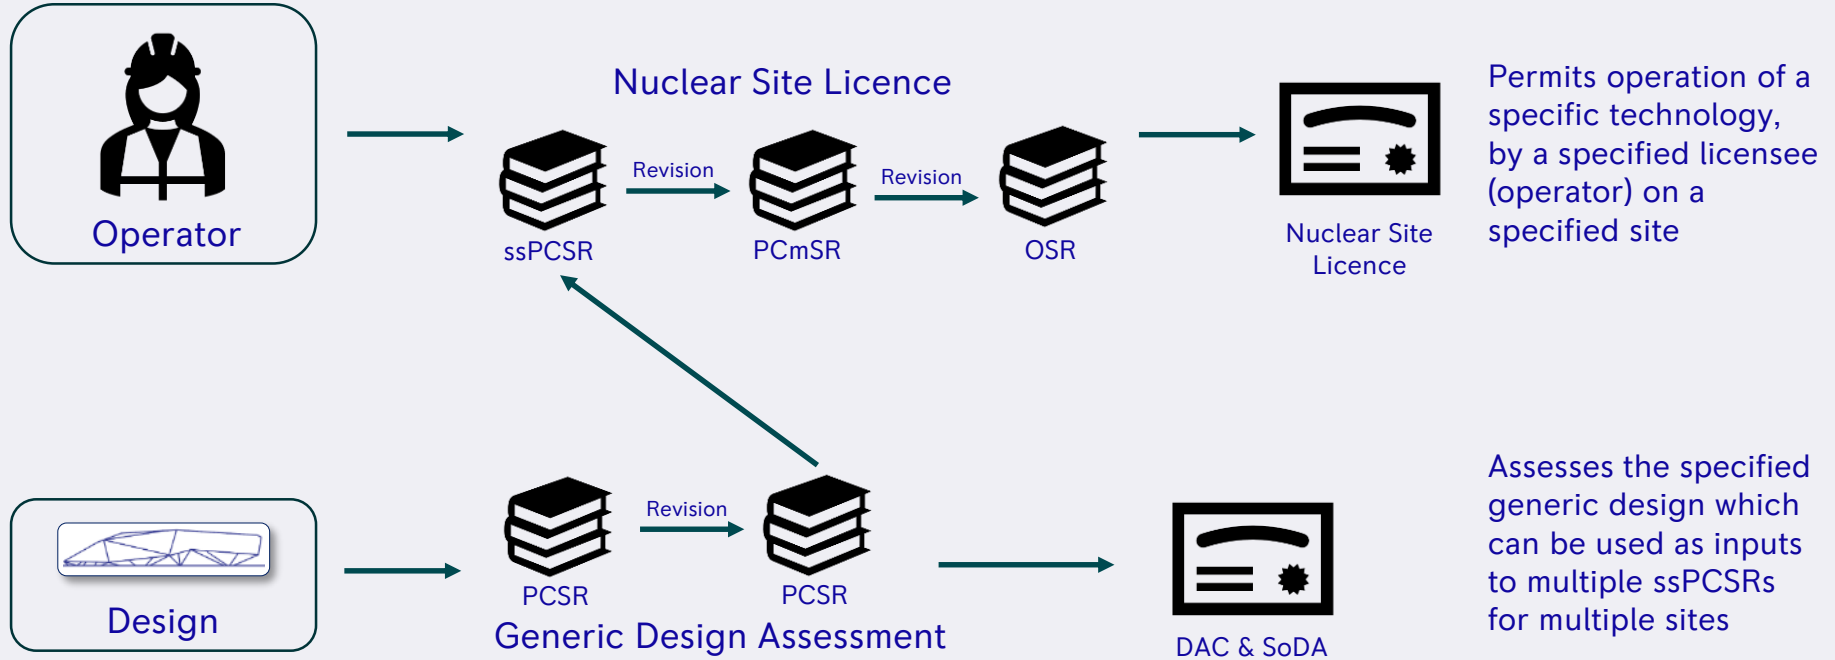 Operator
Nuclear Site Licence
ssPCSR
Revision
PCmSR
Revision
OSR
Nuclear Site
Licence
Permits operation of a
specific technology,
by a specified licensee
(operator) on a
specified site
Design
PCSR
Revision
PCSR
Generic Design Assessment
DAC & SoDA
Assesses the specified
generic design which
can be used as inputs
to multiple ssPCSRs
for multiple sites